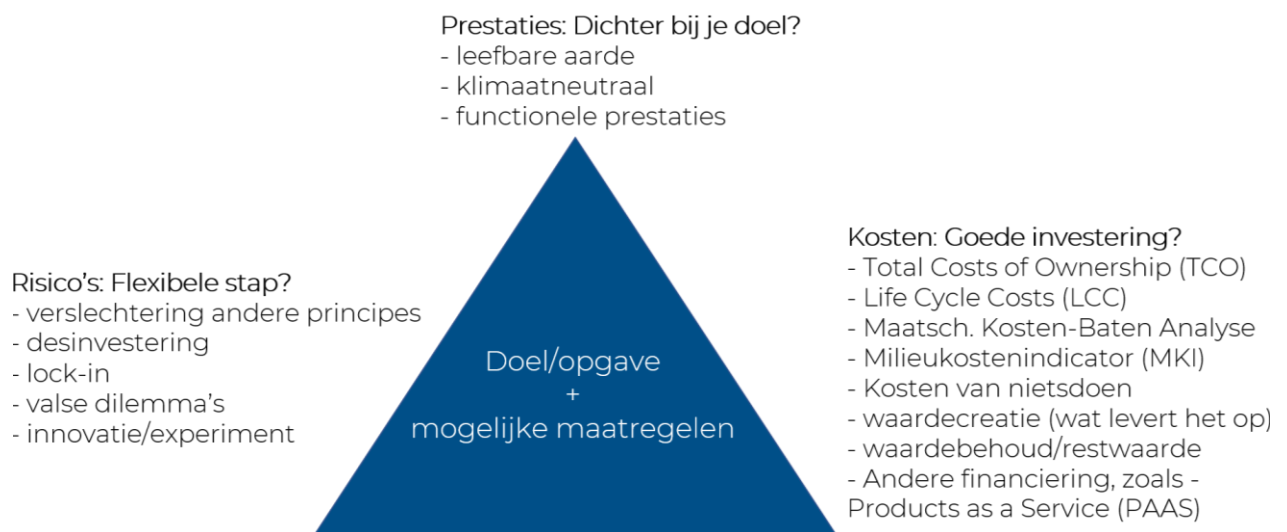 Prestaties: Dichter bij je doel?
- leefbare aarde
- klimaatneutraal
- functionele prestaties
Risico's: Flexibele stap?
- verslechtering andere principes
- desinvestering
- lock-in
- valse dilemma's
- innovatie/experiment
Doel/opgave
+
mogelijke maatregelen
Kosten: Goede investering?
- Total Costs of Ownership (TCO)
- Life Cycle Costs (LCC)
- Maatsch. Kosten-Baten Analyse
- Milieukostenindicator (MKI)
- Kosten van nietsdoen
- waardecreatie (wat levert het op)
- waardebehoud/restwaarde
- Andere financiering, zoals -
Products as a Service (PAAS)